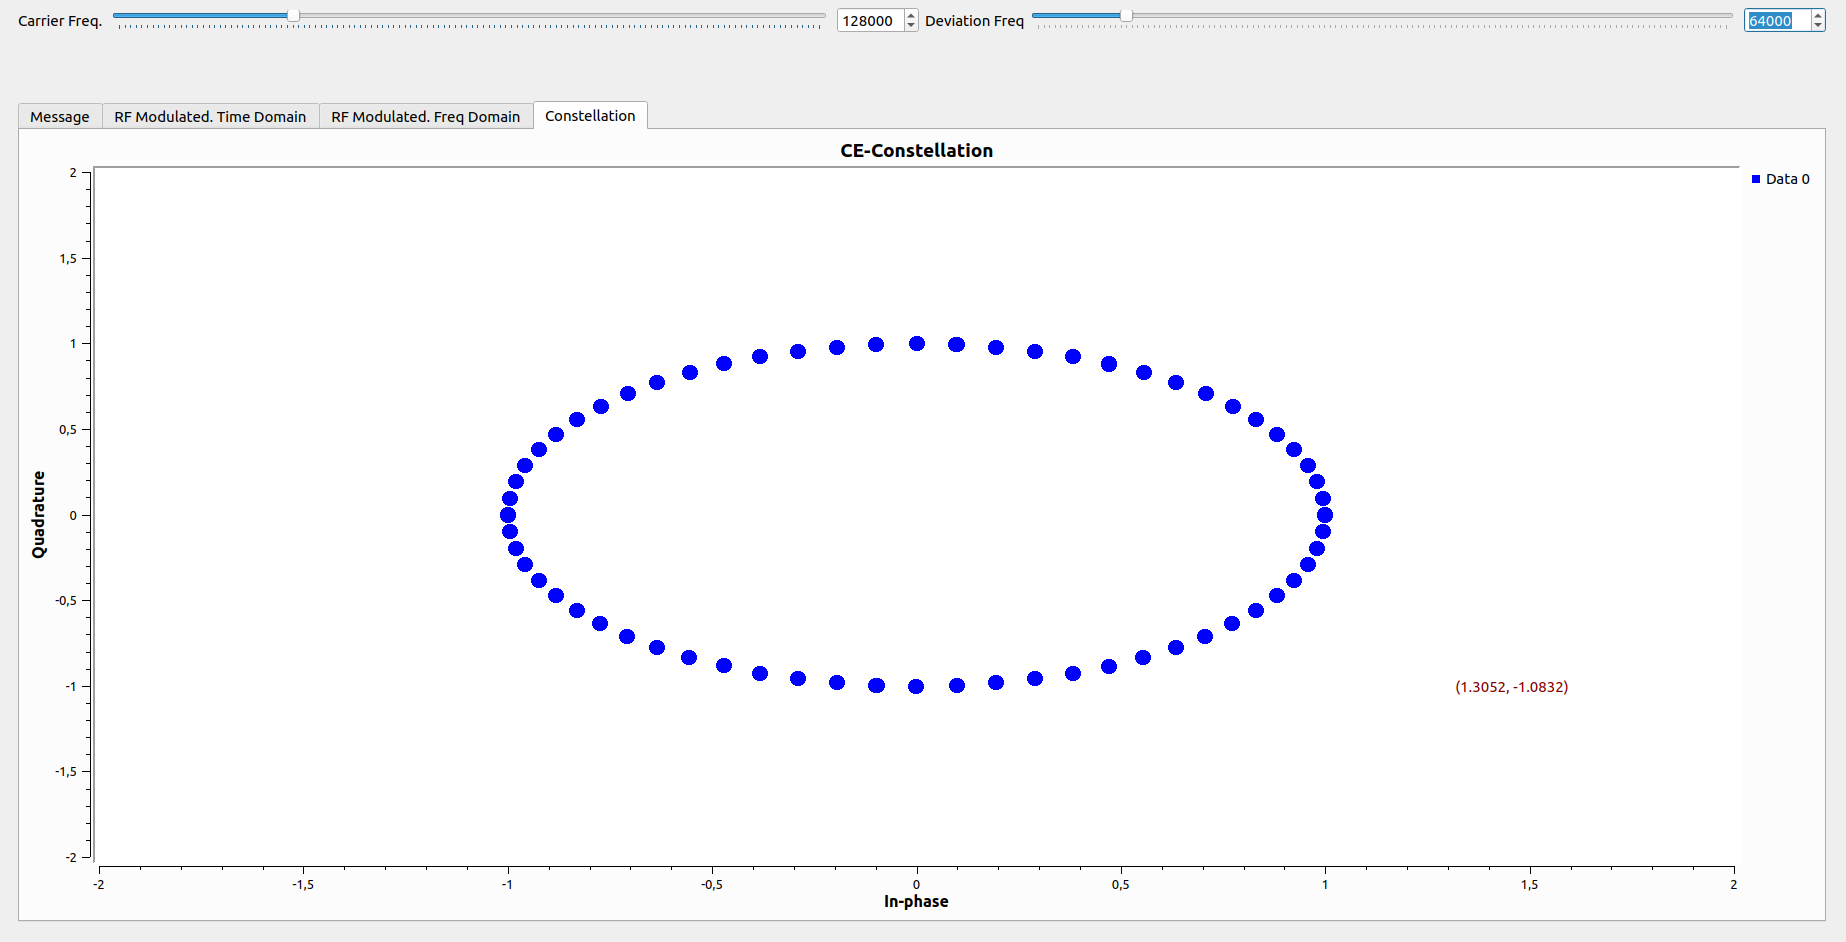 Carrier Freq. 128000 Deviation Freq 64000
Message RF Modulated. Time Domain RF Modulated. Freq Domain Constellation
CE-Constellation
Data 0
Quadrature
2
1,5
1
0,5
0
-0,5
-1
-1,5
-2
(1.3052, -1.0832)
-2 -1,5 -1 -0,5 0 0,5 1 1,5 2
In-phase